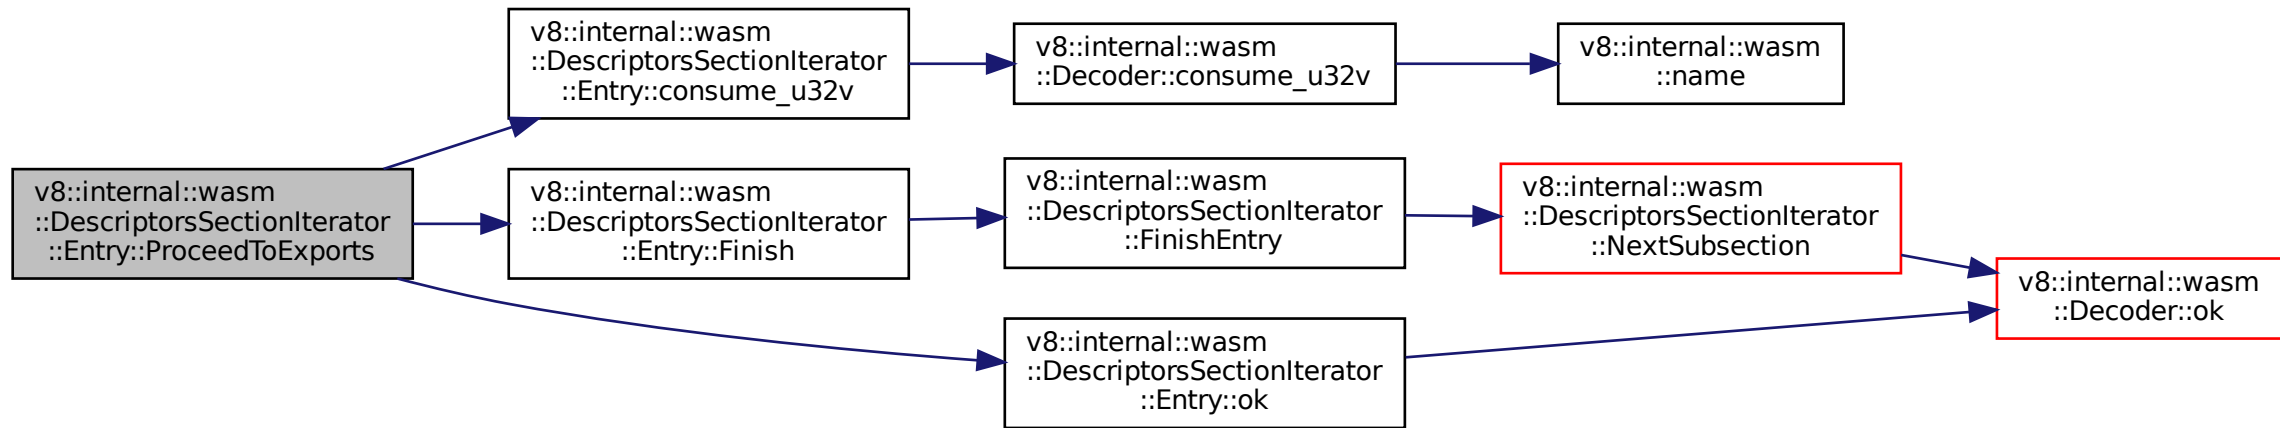 v8::internal::wasm
::DescriptorsSectionIterator
::Entry::ProceedToExports
v8::internal::wasm
::DescriptorsSectionIterator
::Entry::consume_u32v
v8::internal::wasm
::Decoder::consume_u32v
v8::internal::wasm
::name
v8::internal::wasm
::DescriptorsSectionIterator
::Entry::Finish
v8::internal::wasm
::DescriptorsSectionIterator
::FinishEntry
v8::internal::wasm
::DescriptorsSectionIterator
::NextSubsection
v8::internal::wasm
::Decoder::ok
v8::internal::wasm
::DescriptorsSectionIterator
::Entry::ok